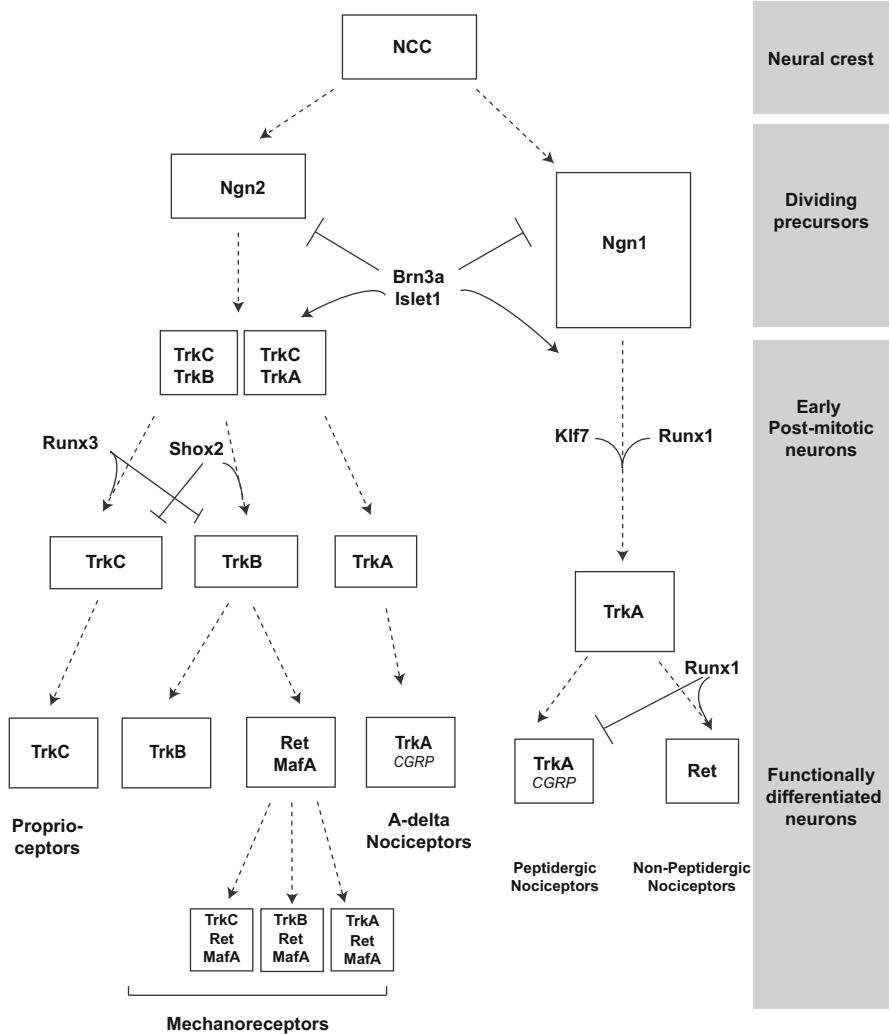 NCC
Neural crest
Ngn2
Ngn1
Dividing
precursors
Brn3a
Islet1
TrkC
TrkB
TrkC
TrkA
Early
Post-mitotic
neurons
Runx3
Shox2
Klf7
Runx1
TrkC
TrkB
TrkA
TrkA
Runx1
TrkC
TrkB
Ret
MafA
TrkA
CGRP
TrkA
CGRP
Ret
Functionally
differentiated
neurons
Proprio-
ceptors
A-delta
Nociceptors
Peptidergic
Nociceptors
Non-Peptidergic
Nociceptors
TrkC
Ret
MafA
TrkB
Ret
MafA
TrkA
Ret
MafA
Mechanoreceptors